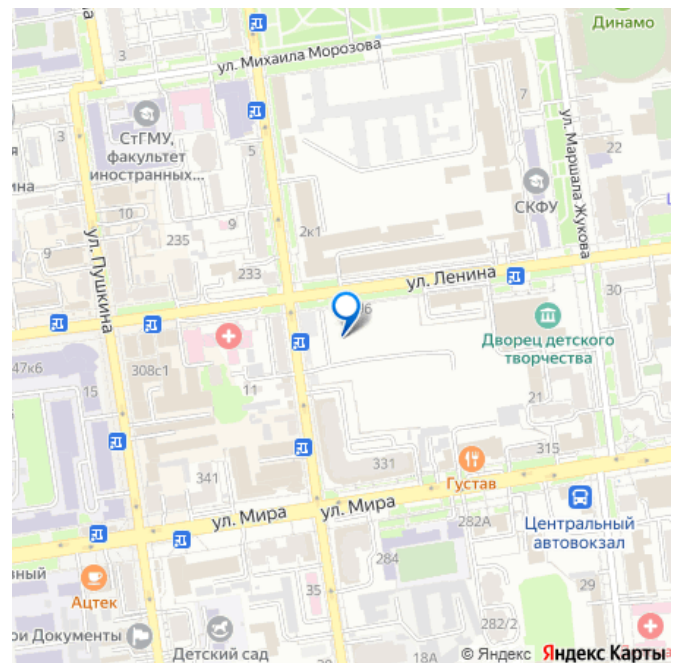 Динамо
ул. Михаила Морозова
3
СтГМУ,
факультет
иностранных...
5
7
ул. Маршала Жукова
22
СКФУ
ина
10
9
235
9
2к1
233
ул. Пушкина
ул. Ленина
30
47к6
15
308с1
11
Дворец детского
творчества
21
331
315
341
Густав
ул. Мира
ул. Мира
282А
Центральный
автовокзал
284
вный
Ацтек
35
29
282/2
ои Документы
Детский сад
18А
© Яндекс Яндекс Карты